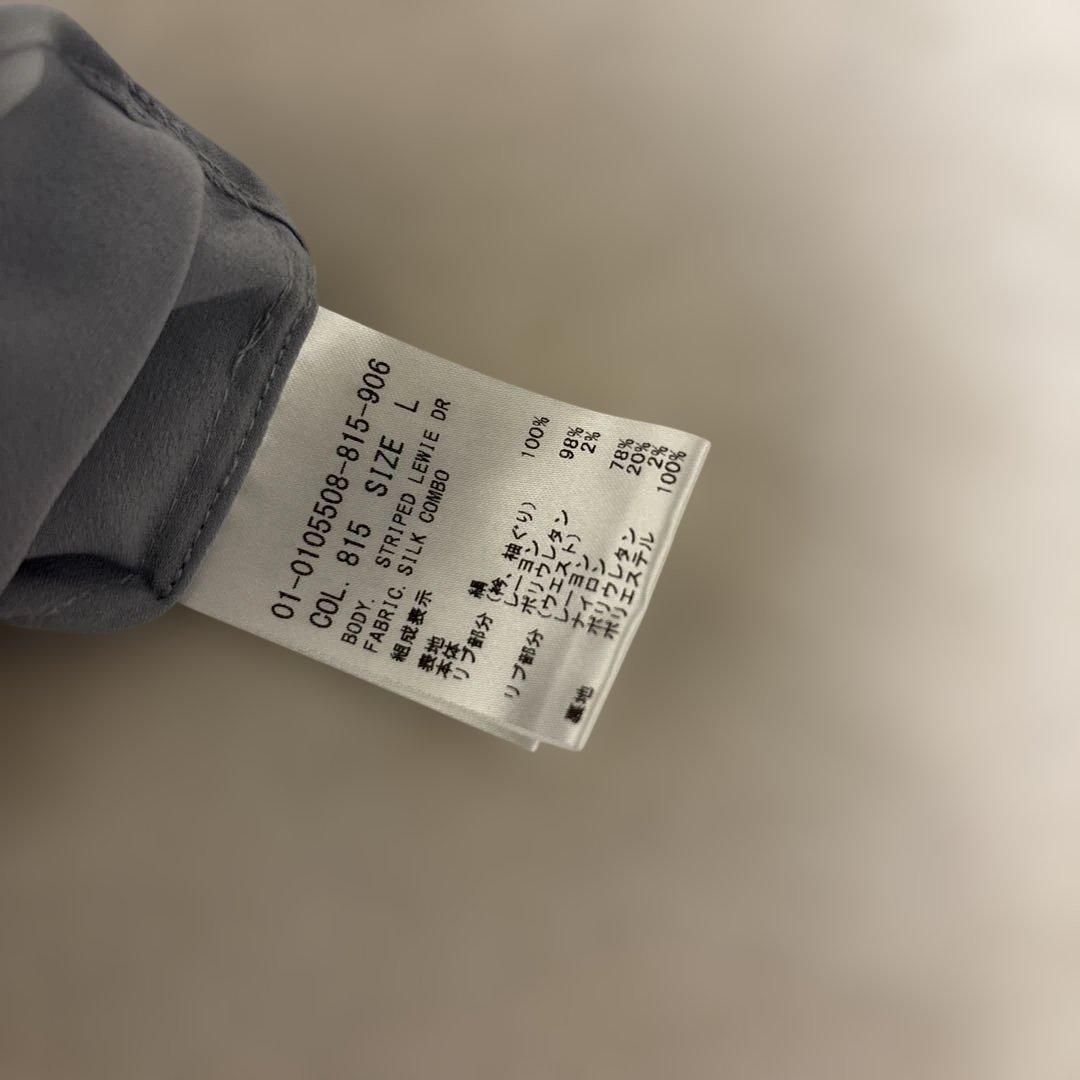 01-0105508-815-906
COL. 815 SIZE L
BODY. STRIPED LEWIE DR
FABRIC. SILK COMBO
組成表示
表地
本体 絹 100%
リブ部分 (衿、袖ぐり)
レーヨン 98%
ポリウレタン 2%
リブ部分 (ウエスト)
レーヨン 78%
ナイロン 20%
ポリウレタン 2%
裏地 ポリエステル 100%